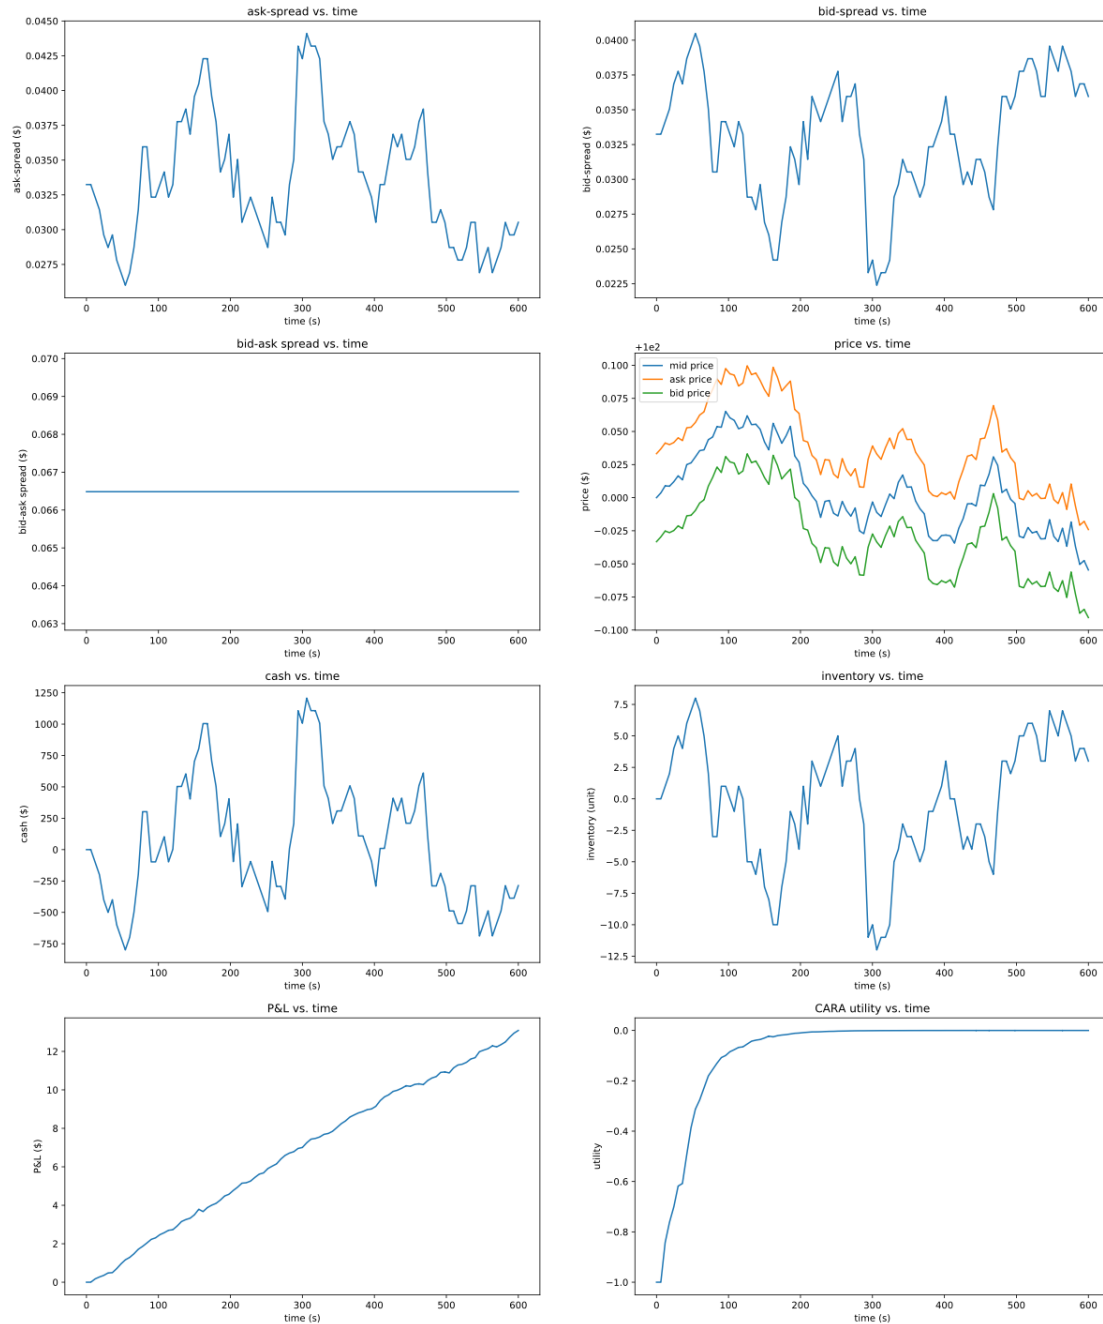 ask-spread vs. time
0.0450
0.0425
0.0400
0.0375
0.0350
0.0325
0.0300
0.0275
ask-spread ($)
0 100 200 300 400 500 600
time (s)
bid-spread vs. time
0.0400
0.0375
0.0350
0.0325
0.0300
0.0275
0.0250
0.0225
bid-spread ($)
0 100 200 300 400 500 600
time (s)
bid-ask spread vs. time
0.070
0.069
0.068
0.067
0.066
0.065
0.064
0.063
bid-ask spread ($)
0 100 200 300 400 500 600
time (s)
price vs. time
+1e2
mid price
ask price
bid price
0.100
0.075
0.050
0.025
0.000
−0.025
−0.050
−0.075
−0.100
price ($)
0 100 200 300 400 500 600
time (s)
cash vs. time
1250
1000
750
500
250
0
−250
−500
−750
cash ($)
0 100 200 300 400 500 600
time (s)
inventory vs. time
7.5
5.0
2.5
0.0
−2.5
−5.0
−7.5
−10.0
−12.5
inventory (unit)
0 100 200 300 400 500 600
time (s)
P&L vs. time
12
10
8
6
4
2
0
P&L ($)
0 100 200 300 400 500 600
time (s)
CARA utility vs. time
0.0
−0.2
−0.4
−0.6
−0.8
−1.0
utility
0 100 200 300 400 500 600
time (s)